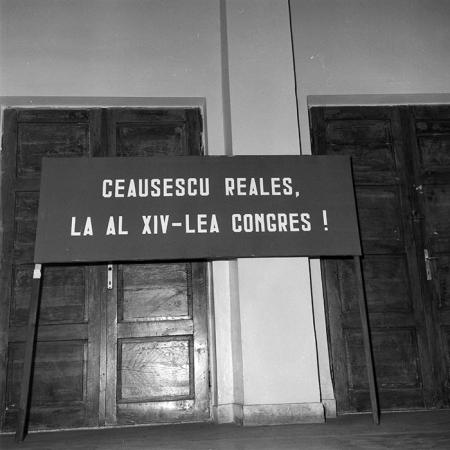 CEAUSESCU REALES,
LA AL XIV-LEA CONGRES !